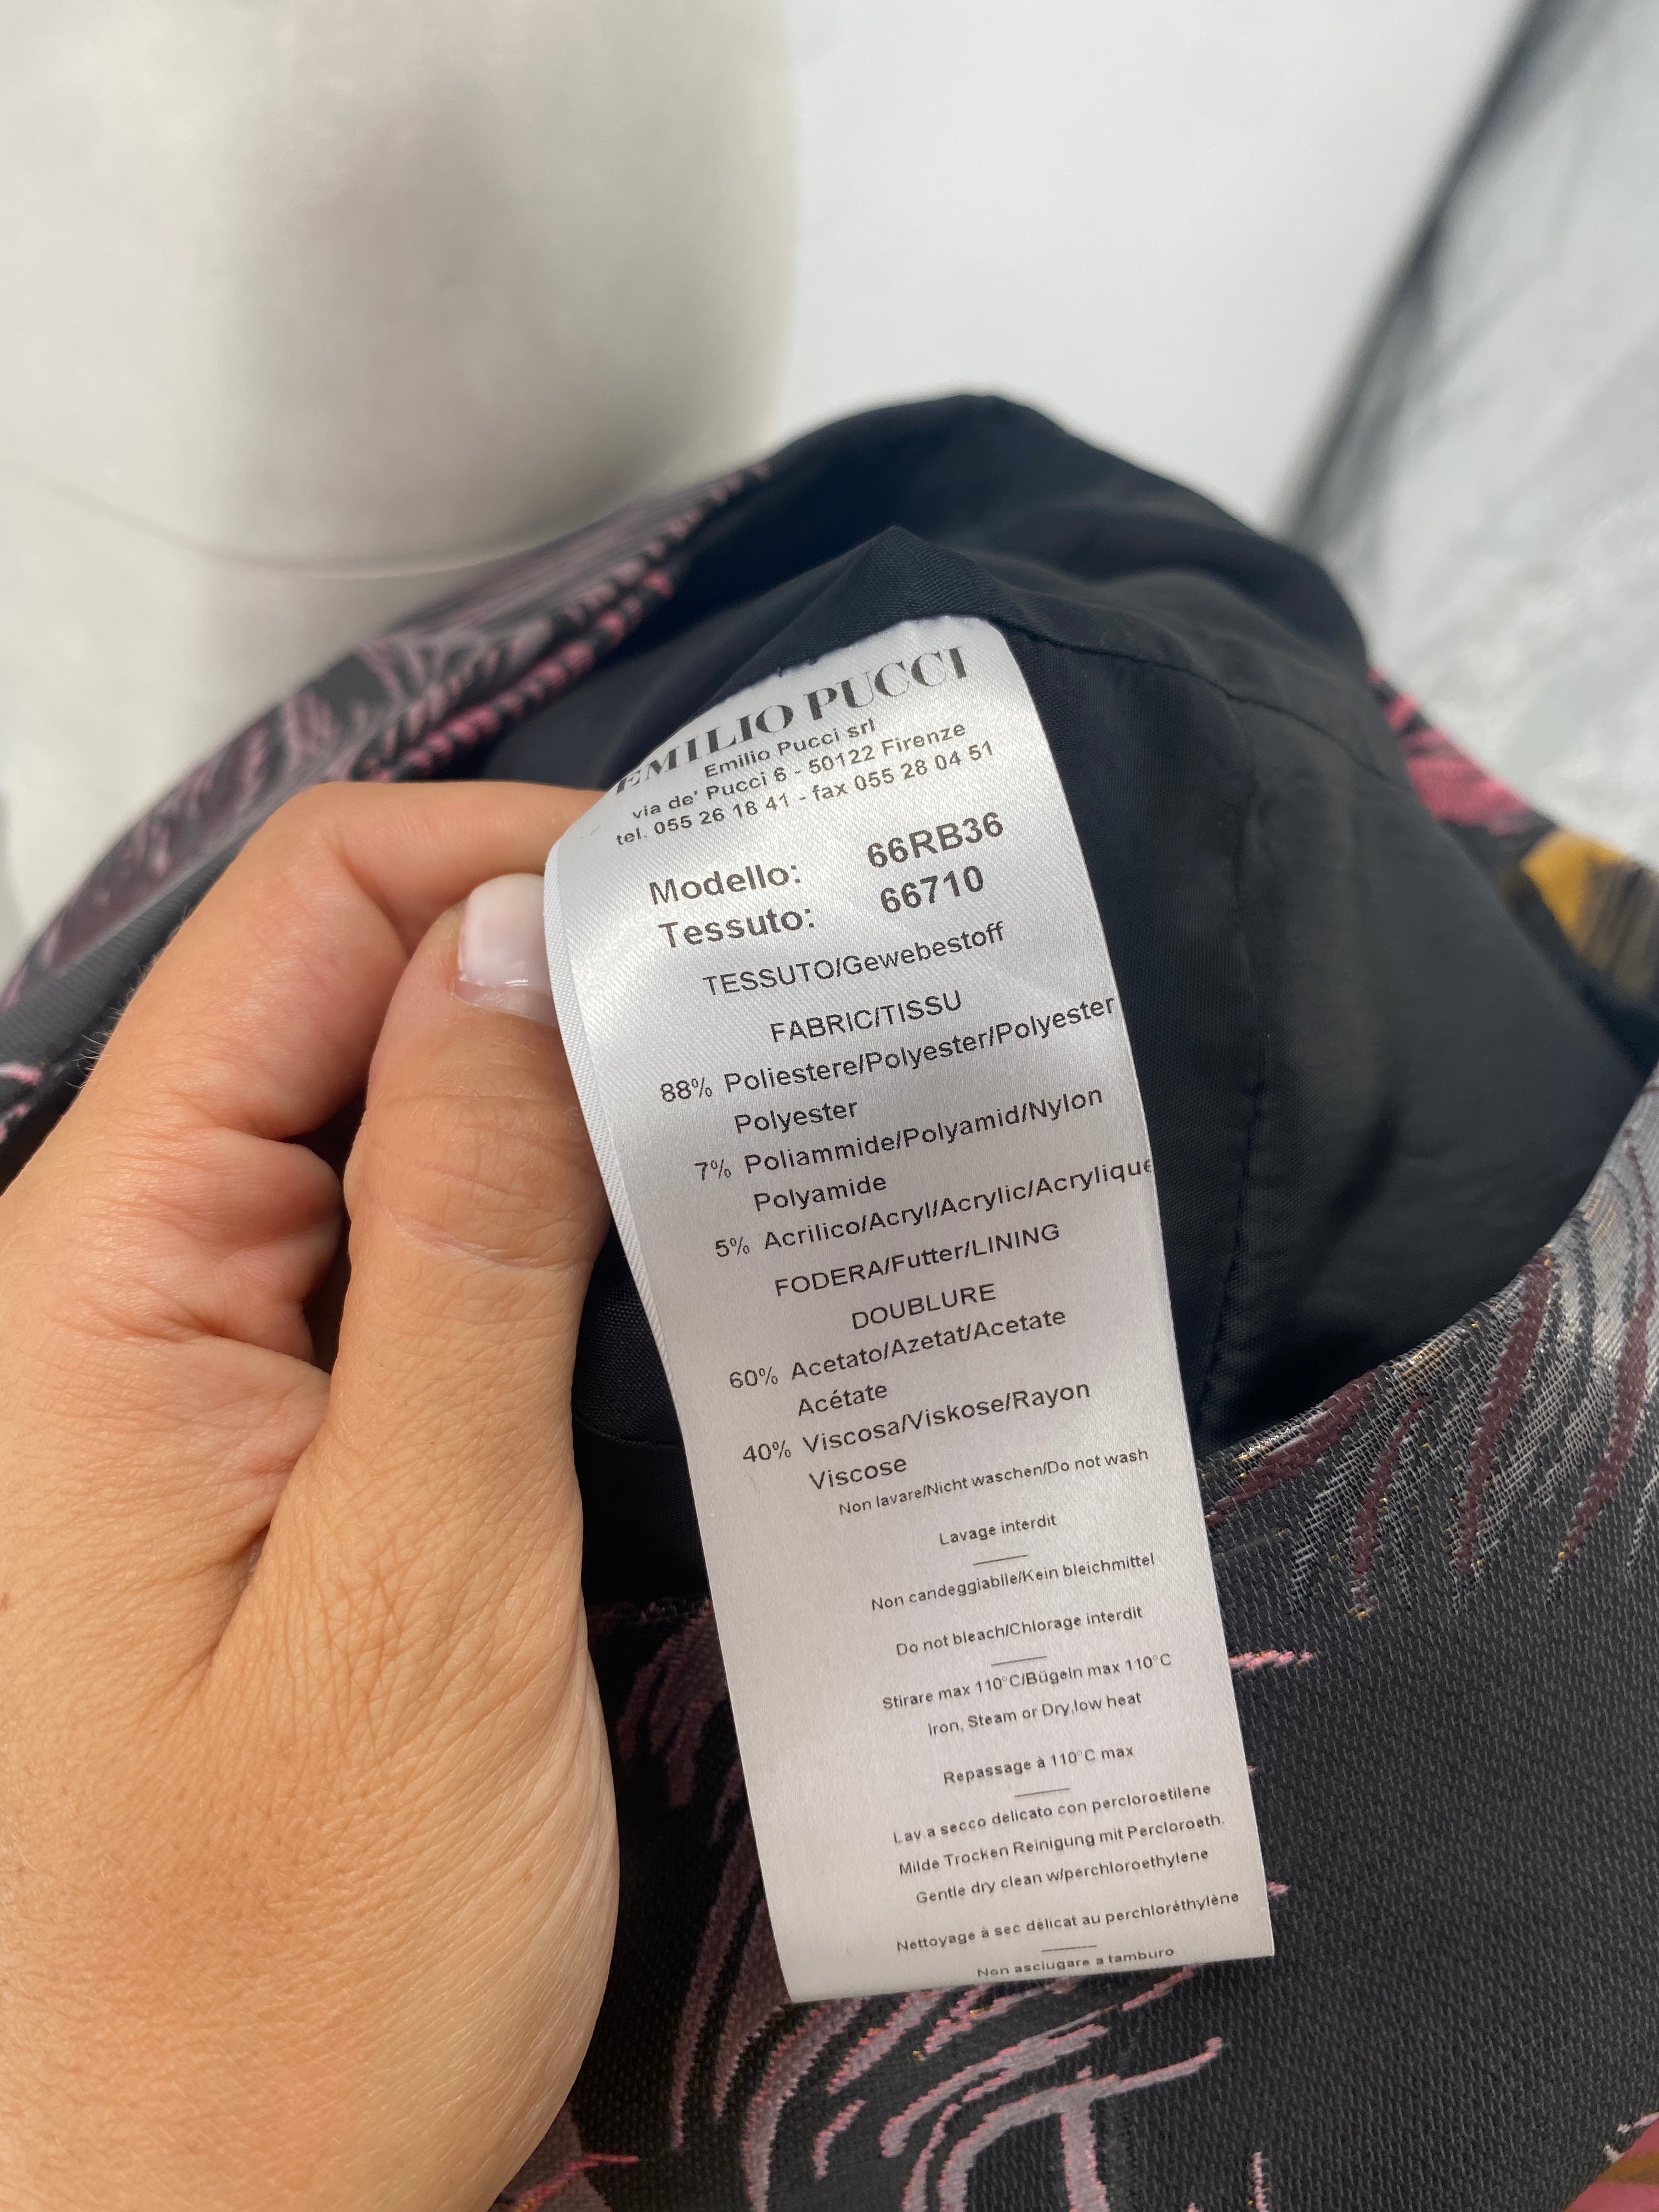 EMILIO PUCCI
Emilio Pucci srl
via de' Pucci 6 - 50122 Firenze
tel. 055 26 18 41 - fax 055 28 04 51
Modello: 66RB36
Tessuto: 66710
TESSUTO/Gewebestoff
FABRIC/TISSU
88% Poliestere/Polyester/Polyester
Polyester
7% Poliammide/Polyamid/Nylon
Polyamide
5% Acrilico/Acryl/Acrylic/Acrylique
FODERA/Futter/LINING
DOUBLURE
60% Acetato/Azetat/Acetate
Acétate
40% Viscosa/Viskose/Rayon
Viscose
Non lavare/Nicht waschen/Do not wash
Lavage interdit
Non candeggiabile/Kein bleichmittel
Do not bleach/Chlorage interdit
Stirare max 110°C/Bügeln max 110°C
Iron, Steam or Dry,low heat
Repassage à 110°C max
Lav.a secco delicato con percloroetilene
Milde Trocken Reinigung mit Percloroeth.
Gentle dry clean w/perchloroethylene
Nettoyage à sec délicat au perchloréthylène
Non asciugare a tamburo